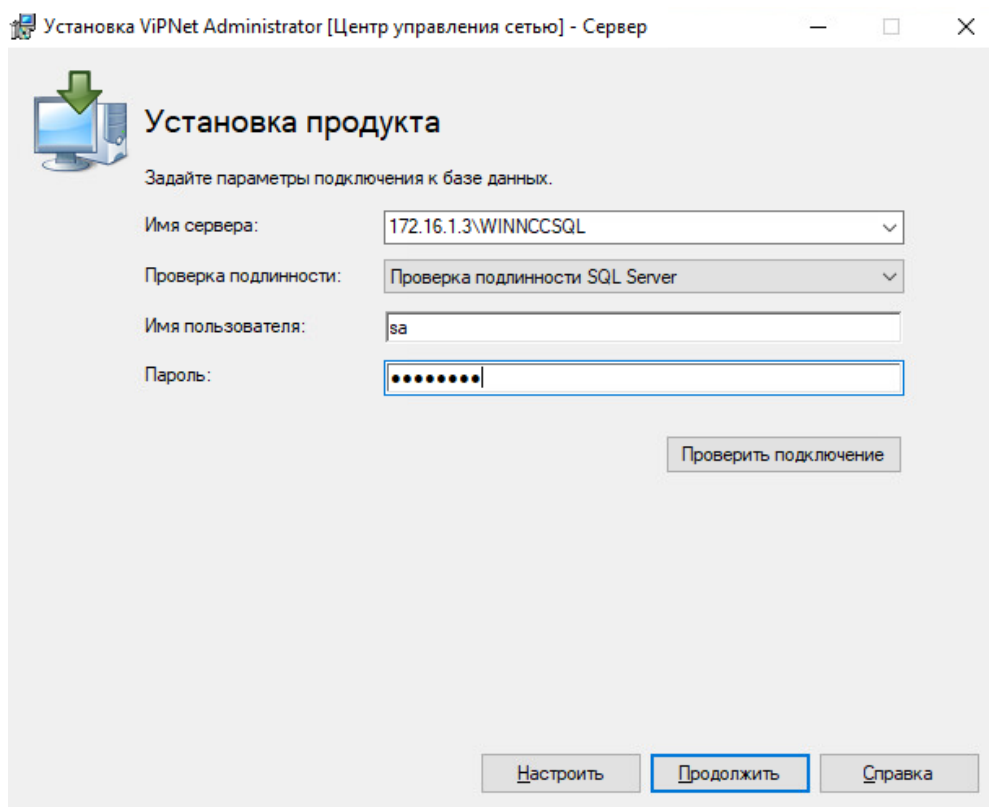 Установка ViPNet Administrator [Центр управления сетью] - Сервер
Установка продукта
Задайте параметры подключения к базе данных.
Имя сервера: 172.16.1.3\WINNCCSQL
Проверка подлинности: Проверка подлинности SQL Server
Имя пользователя: sa
Пароль: ●●●●●●●●
Проверить подключение
Настроить Продолжить Справка